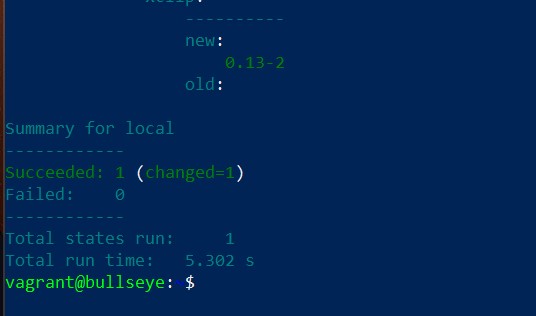 xclip:
----------
new:
0.13-2
old:
Summary for local
------------
Succeeded: 1 (changed=1)
Failed:    0
------------
Total states run:     1
Total run time:   5.302 s
vagrant@bullseye:~$